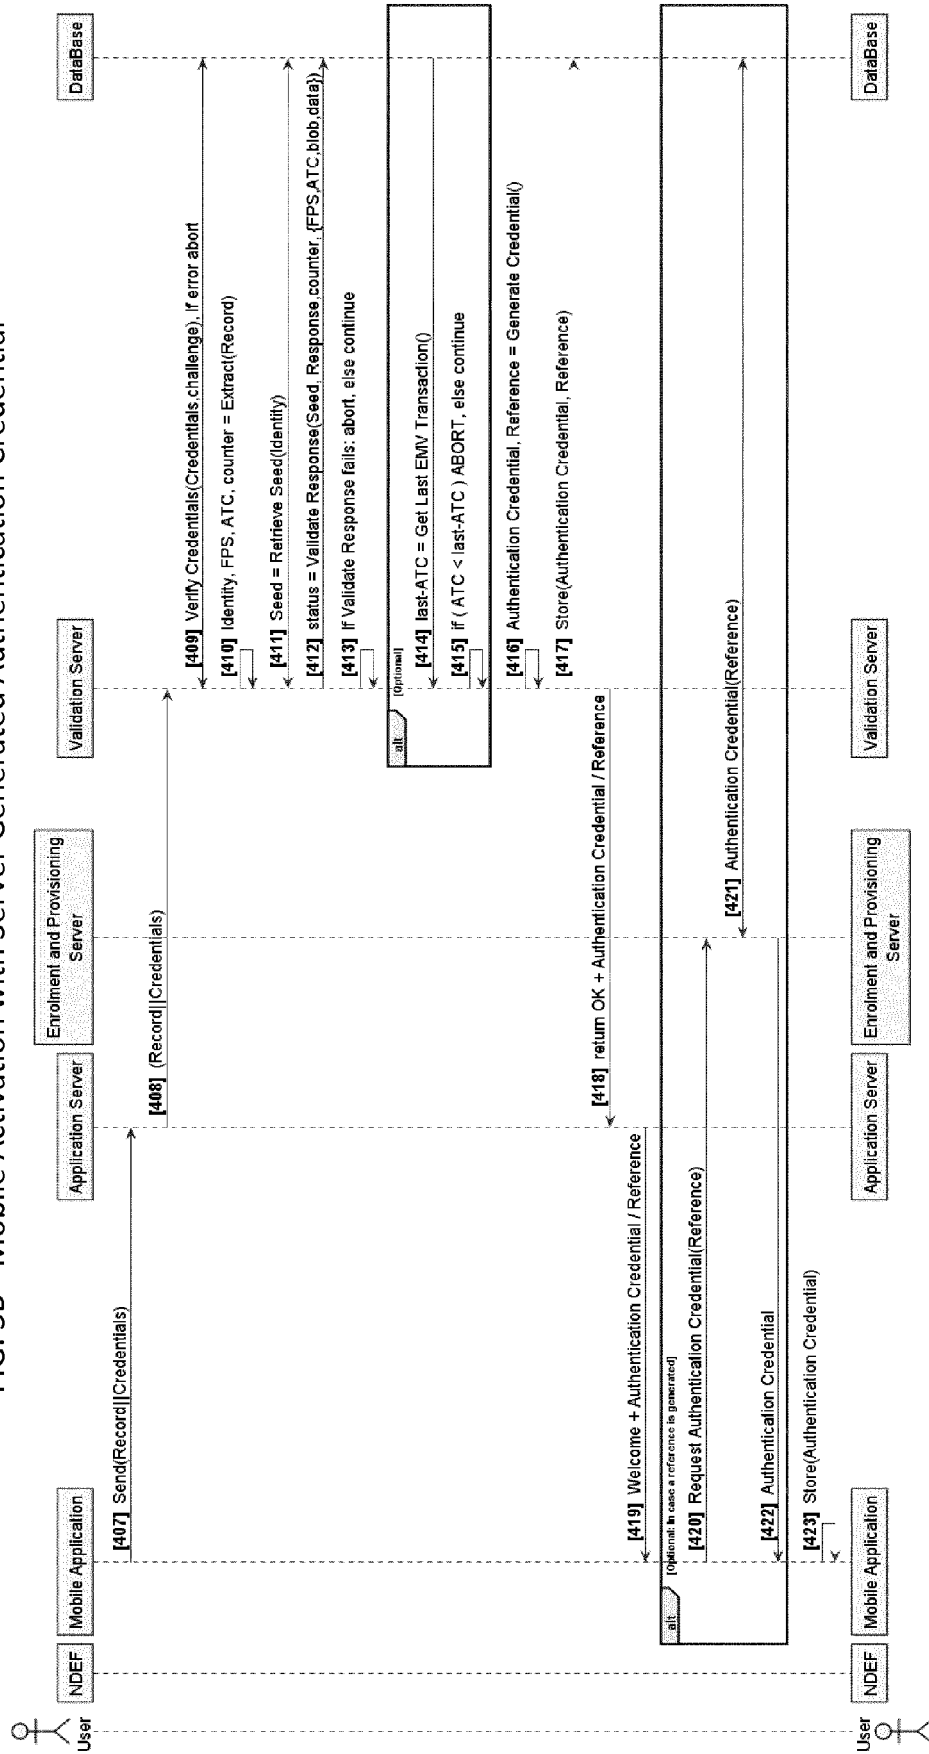 FIG. Mobile Activation with Server Generated Authentication Credential
User
NDEF
Mobile Application
Application Server
Enrolment and Provisioning
Server
Validation Server
DataBase
[407] Send(Record||Credentials)
[408] (Record||Credentials)
[409] Verify Credentials(Credentials,challenge), If error abort
[410] Identity, FPS, ATC, counter = Extract(Record)
[411] Seed = Retrieve Seed(Identity)
[412] status = Validate Response(Seed, Response,counter, {FPS,ATC,blob,data})
[413] If Validate Response fails: abort, else continue
alt
[Optional]
[414] last-ATC = Get Last EMV Transaction()
[415] if ( ATC < last-ATC ) ABORT, else continue
[416] Authentication Credential, Reference = Generate Credential()
[417] Store(Authentication Credential, Reference)
[418] return OK + Authentication Credential / Reference
[419] Welcome + Authentication Credential / Reference
alt
[Optional: In case a reference is generated]
[420] Request Authentication Credential(Reference)
[421] Authentication Credential(Reference)
[422] Authentication Credential
[423] Store(Authentication Credential)
User
NDEF
Mobile Application
Application Server
Enrolment and Provisioning
Server
Validation Server
DataBase